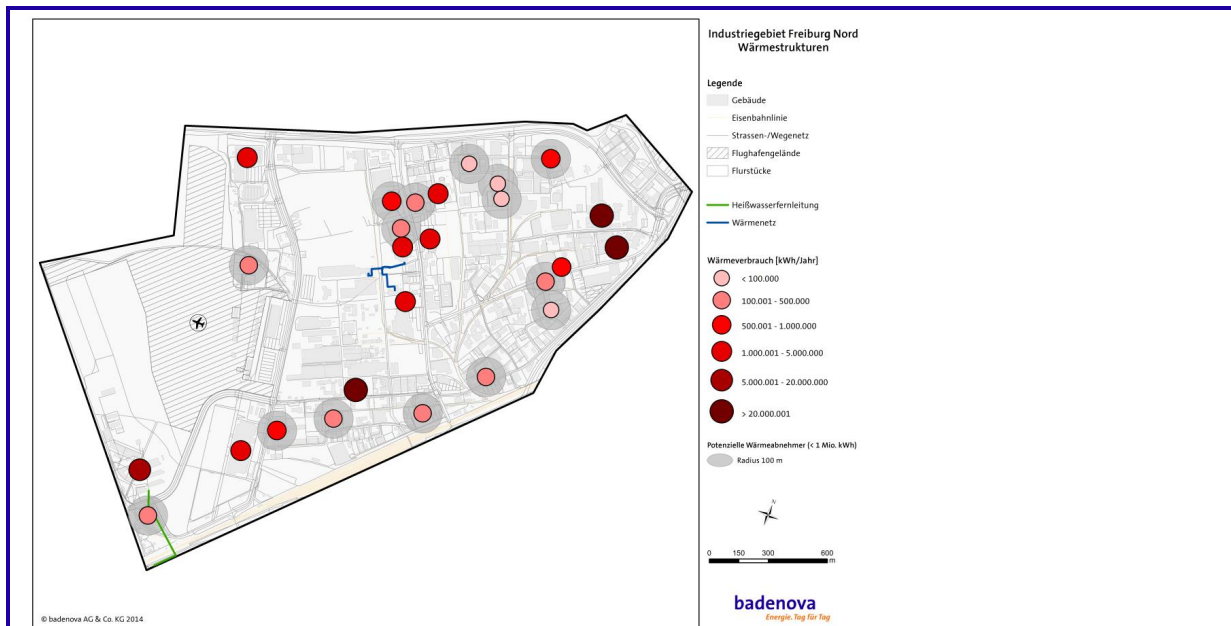 Industriegebiet Freiburg Nord
Wärmestrukturen
Legende
Gebäude
Eisenbahnlinie
Strassen-/Wegenetz
Flughafengelände
Flurstücke
Heißwasserfernleitung
Wärmenetz
Wärmeverbrauch [kWh/Jahr]
< 100.000
100.001 - 500.000
500.001 - 1.000.000
1.000.001 - 5.000.000
5.000.001 - 20.000.000
> 20.000.001
Potenzielle Wärmeabnehmer (< 1 Mio. kWh)
Radius 100 m
N
0 150 300 600
m
badenova
Energie. Tag für Tag
© badenova AG & Co. KG 2014